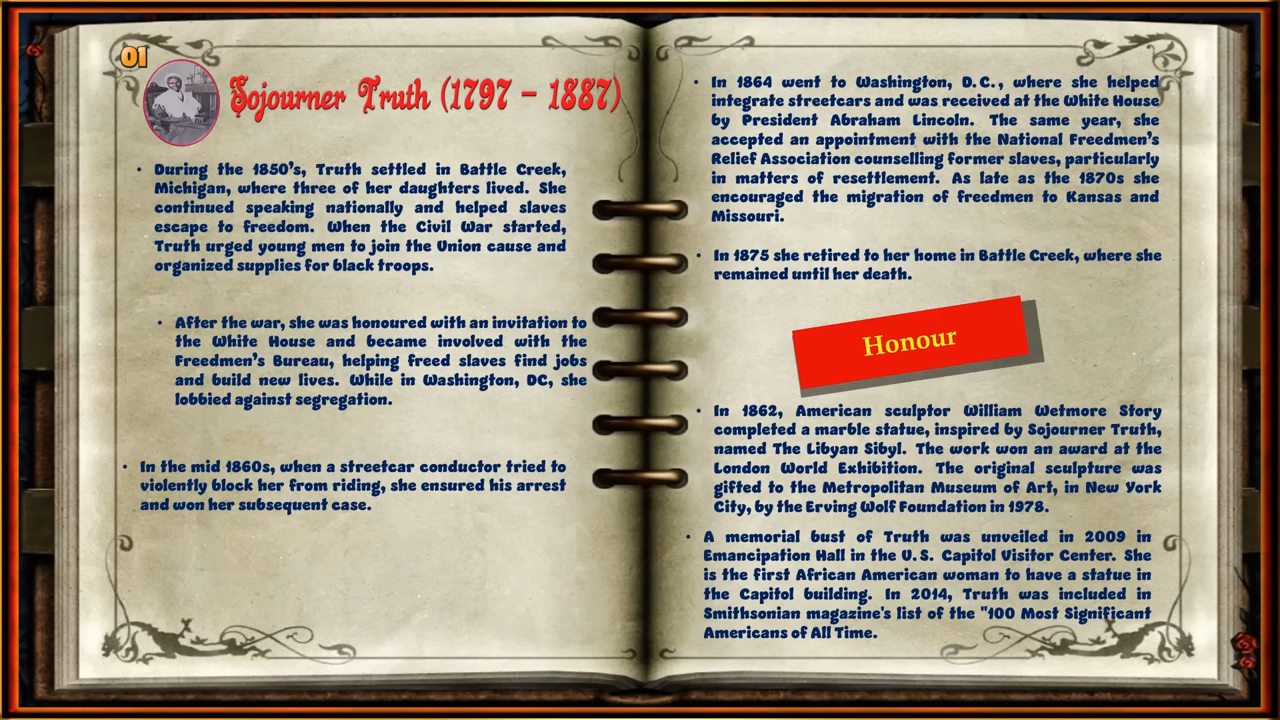 01
Sojourner Truth (1797 – 1887)
• During the 1850's, Truth settled in Battle Creek,
Michigan, where three of her daughters lived. She
continued speaking nationally and helped slaves
escape to freedom. When the Civil War started,
Truth urged young men to join the Union cause and
organized supplies for black troops.
• After the war, she was honoured with an invitation to
the White House and became involved with the
Freedmen's Bureau, helping freed slaves find jobs
and build new lives. While in Washington, DC, she
lobbied against segregation.
• In the mid 1860s, when a streetcar conductor tried to
violently block her from riding, she ensured his arrest
and won her subsequent case.
• In 1864 went to Washington, D.C., where she helped
integrate streetcars and was received at the White House
by President Abraham Lincoln. The same year, she
accepted an appointment with the National Freedmen's
Relief Association counselling former slaves, particularly
in matters of resettlement. As late as the 1870s she
encouraged the migration of freedmen to Kansas and
Missouri.
• In 1875 she retired to her home in Battle Creek, where she
remained until her death.
Honour
• In 1862, American sculptor William Wetmore Story
completed a marble statue, inspired by Sojourner Truth,
named The Libyan Sibyl. The work won an award at the
London World Exhibition. The original sculpture was
gifted to the Metropolitan Museum of Art, in New York
City, by the Erving Wolf Foundation in 1978.
• A memorial bust of Truth was unveiled in 2009 in
Emancipation Hall in the U.S. Capitol Visitor Center. She
is the first African American woman to have a statue in
the Capitol building. In 2014, Truth was included in
Smithsonian magazine's list of the "100 Most Significant
Americans of All Time.